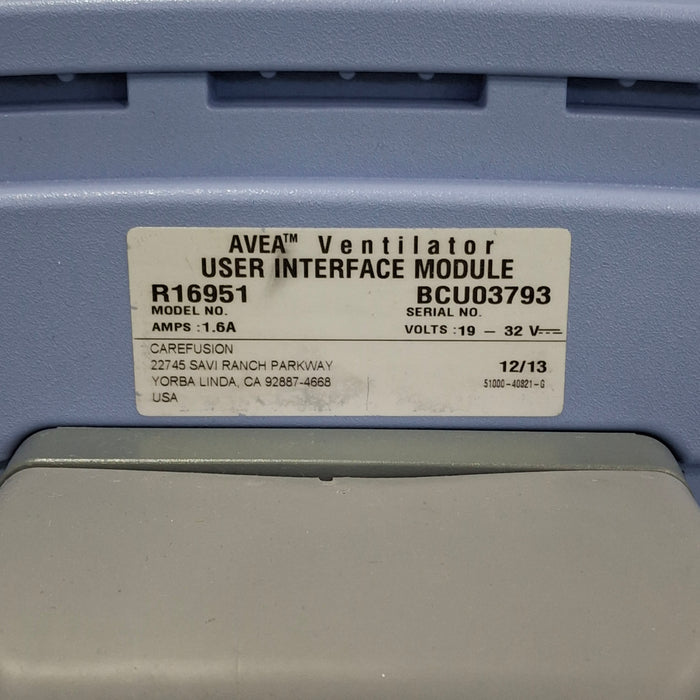 AVEA™ Ventilator
USER INTERFACE MODULE
R16951 BCU03793
MODEL NO. SERIAL NO.
AMPS : 1.6A VOLTS : 19 – 32 V⎓
CAREFUSION
22745 SAVI RANCH PARKWAY 12/13
YORBA LINDA, CA 92887-4668 51000-40821-G
USA